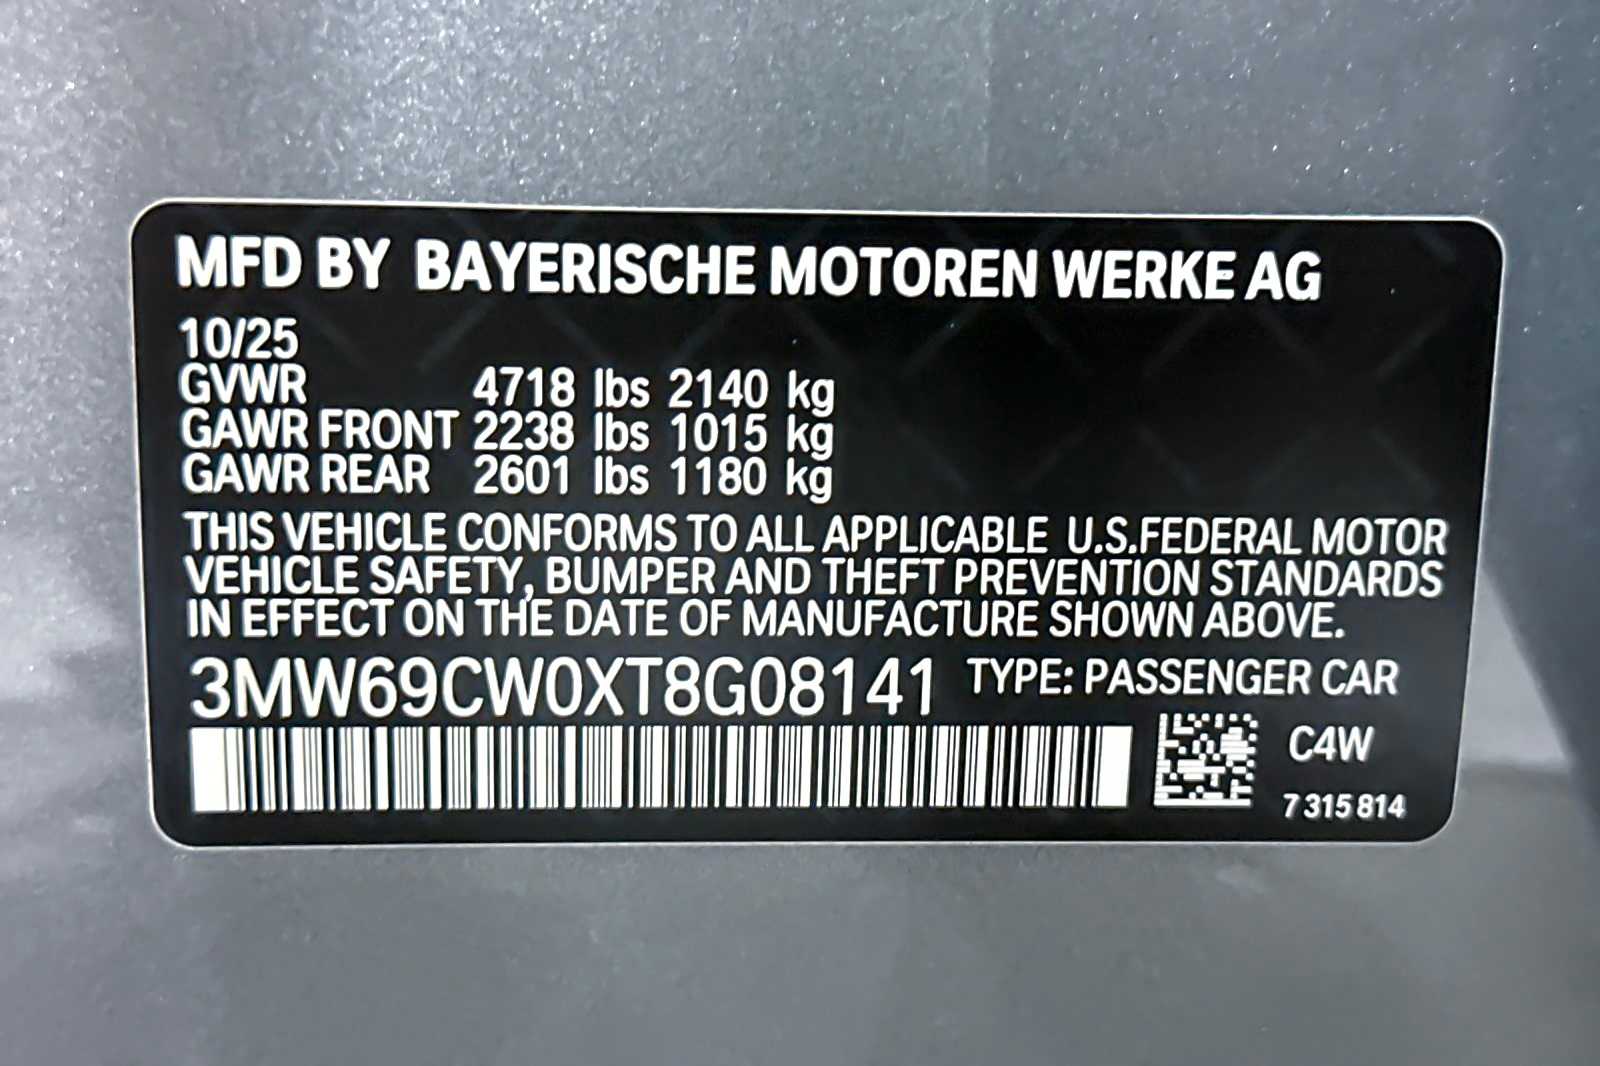 MFD BY BAYERISCHE MOTOREN WERKE AG
10/25
GVWR 4718 lbs 2140 kg
GAWR FRONT 2238 lbs 1015 kg
GAWR REAR 2601 lbs 1180 kg
THIS VEHICLE CONFORMS TO ALL APPLICABLE U.S.FEDERAL MOTOR
VEHICLE SAFETY, BUMPER AND THEFT PREVENTION STANDARDS
IN EFFECT ON THE DATE OF MANUFACTURE SHOWN ABOVE.
3MW69CW0XT8G08141 TYPE: PASSENGER CAR
C4W
7 315 814